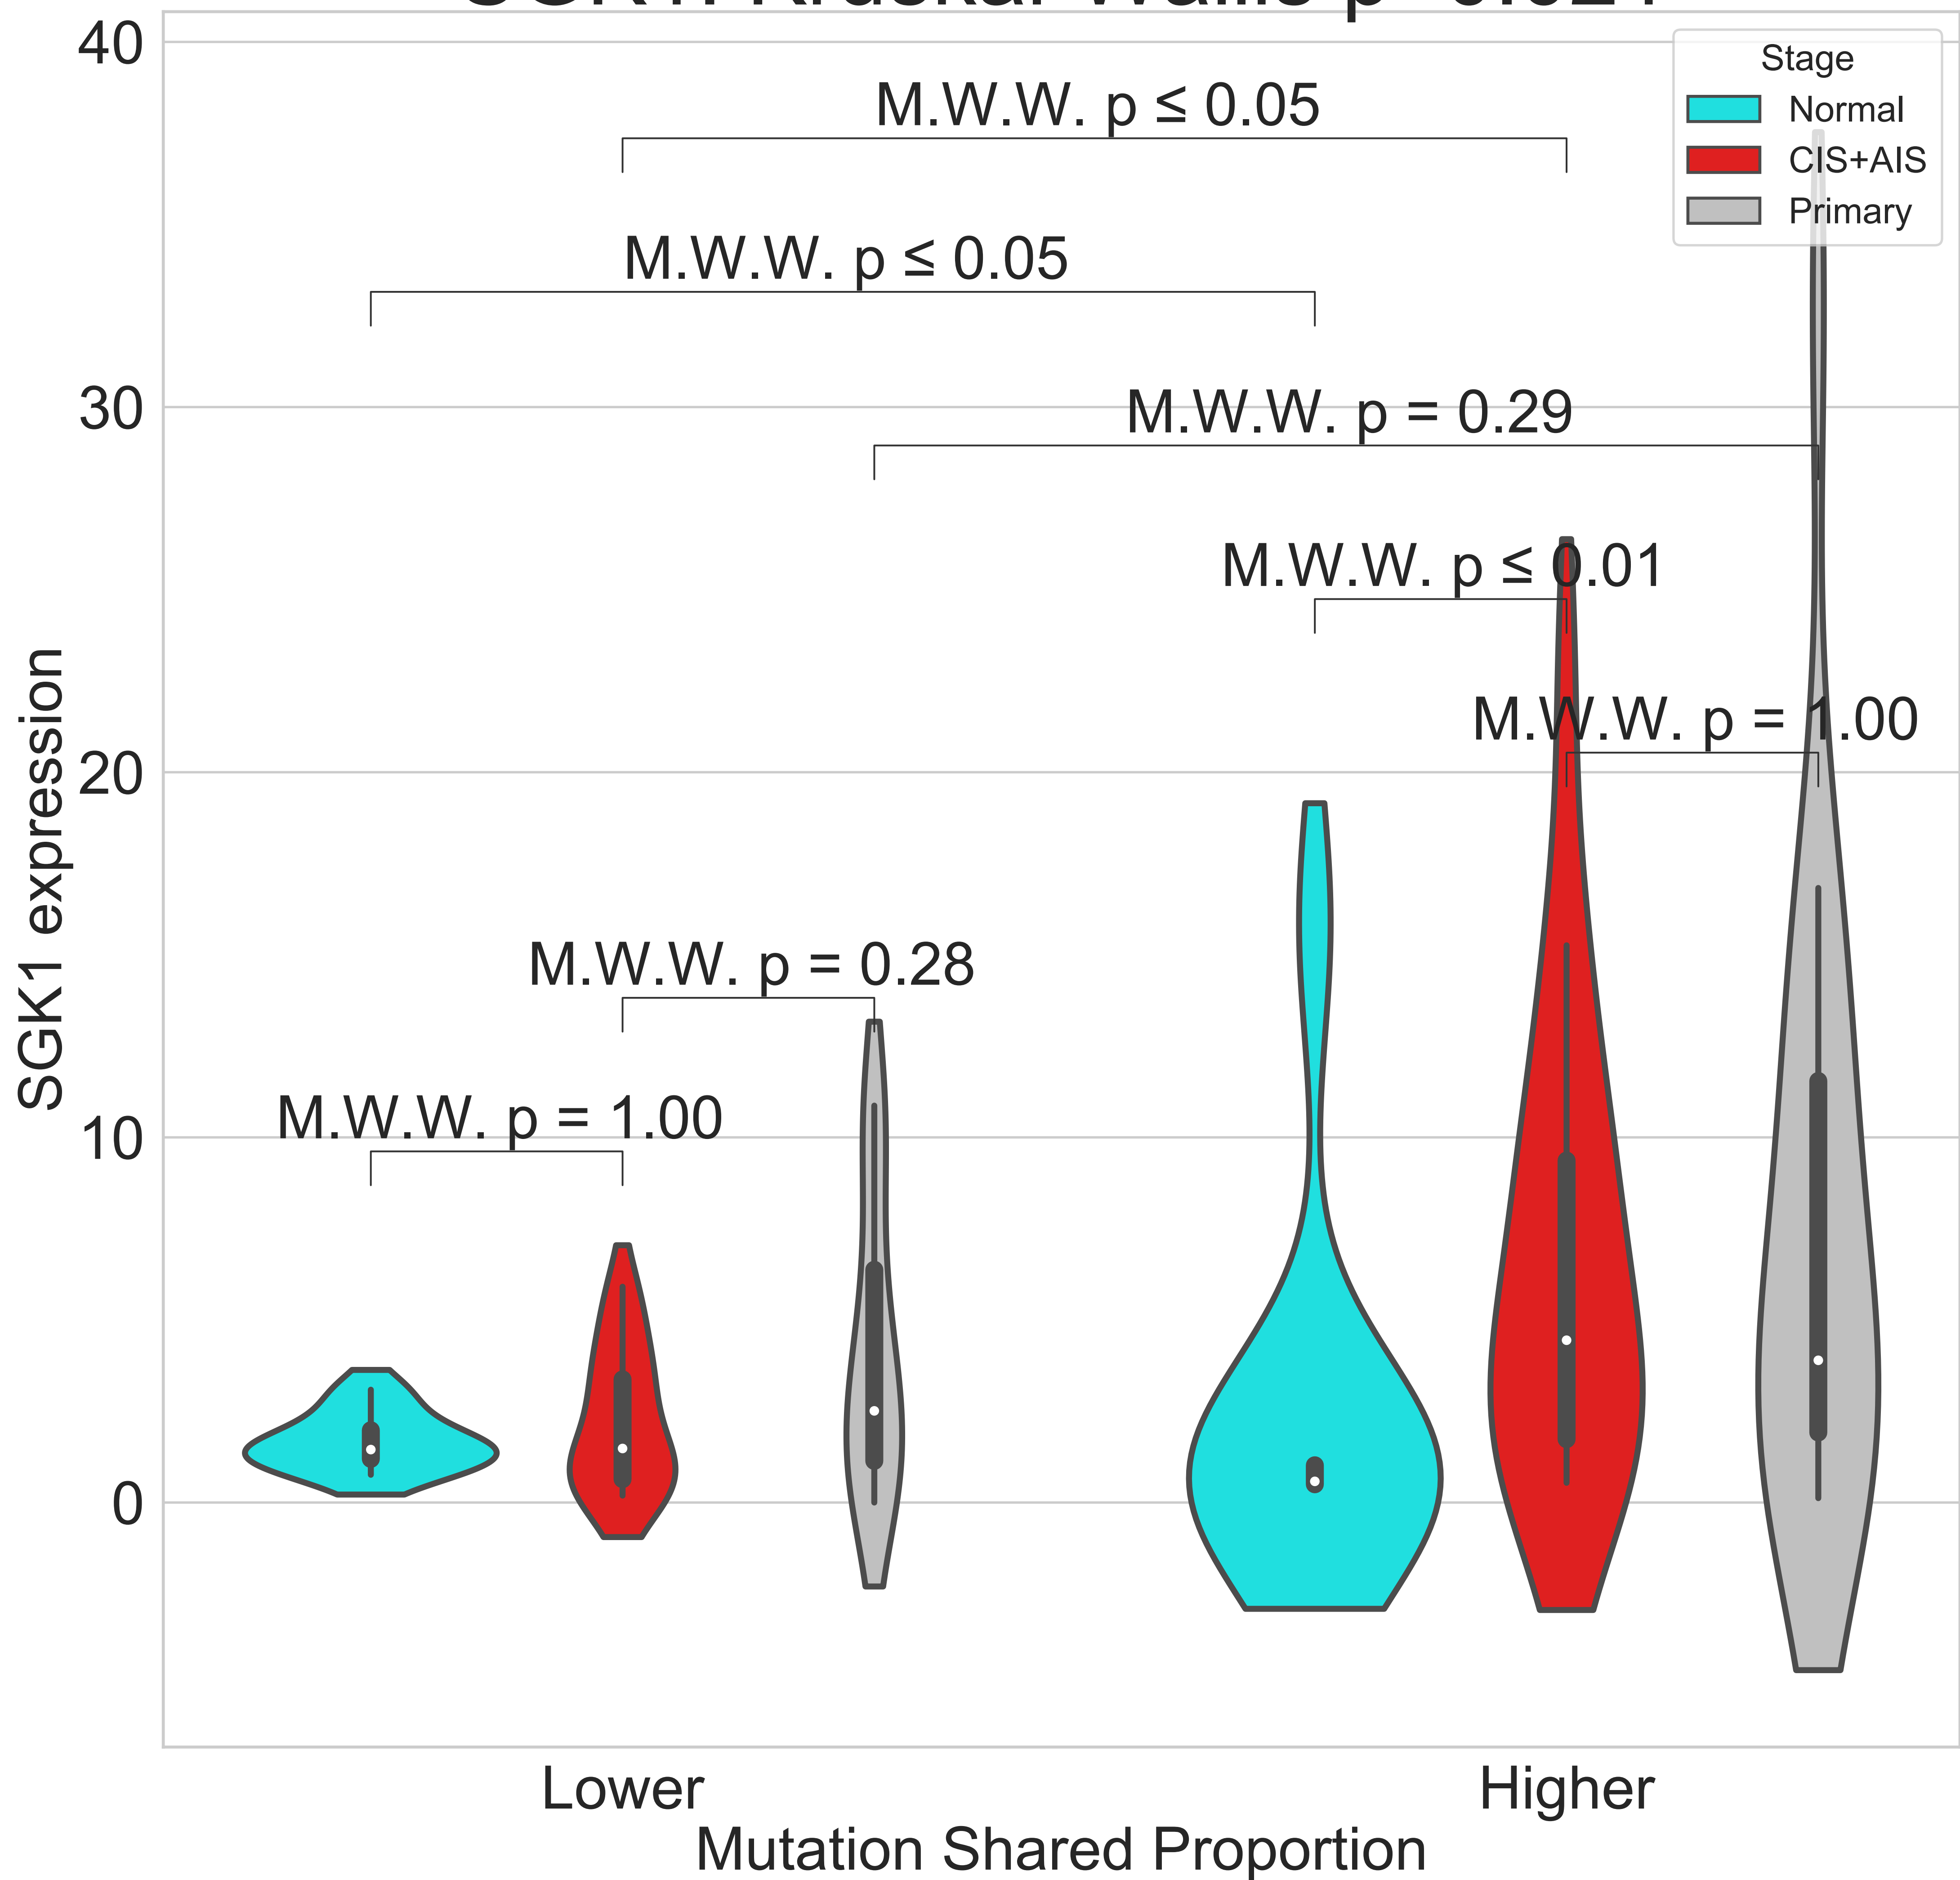 40
30
20
10
0
SGK1 expression
Stage
Normal
CIS+AIS
Primary
M.W.W. p ≤ 0.05
M.W.W. p ≤ 0.05
M.W.W. p = 0.29
M.W.W. p ≤ 0.01
M.W.W. p = 1.00
M.W.W. p = 0.28
M.W.W. p = 1.00
Lower
Higher
Mutation Shared Proportion